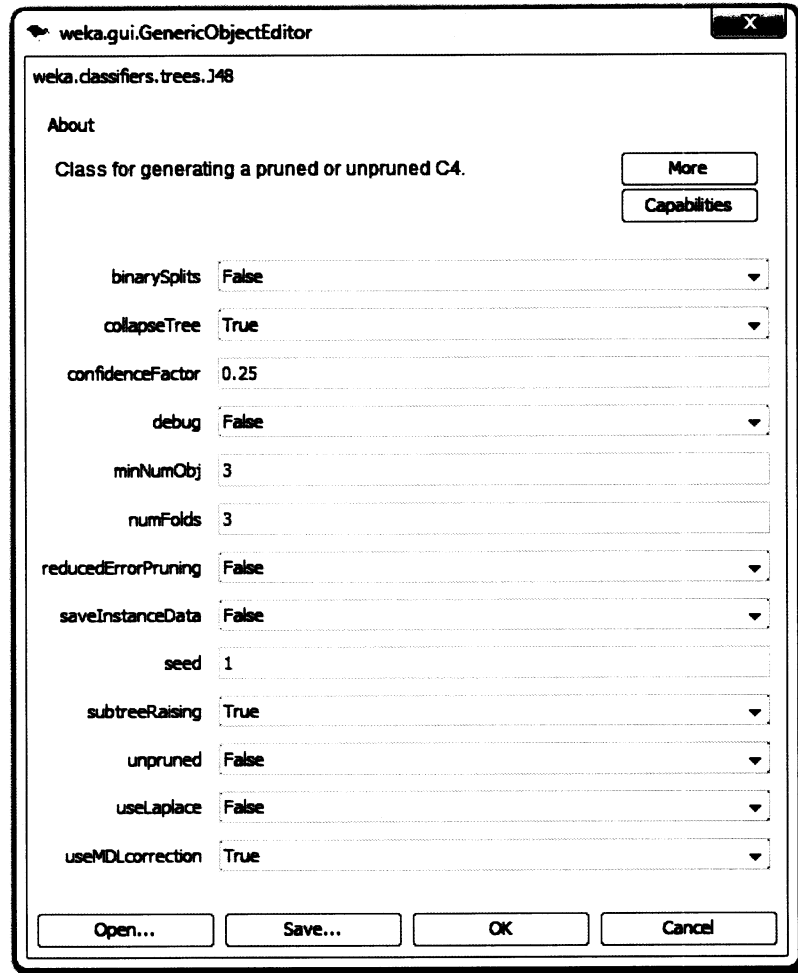 weka.gui.GenericObjectEditor
X
weka.classifiers.trees.J48
About
Class for generating a pruned or unpruned C4.
More
Capabilities
binarySplits False
collapseTree True
confidenceFactor 0.25
debug False
minNumObj 3
numFolds 3
reducedErrorPruning False
saveInstanceData False
seed 1
subtreeRaising True
unpruned False
useLaplace False
useMDLcorrection True
Open... Save... OK Cancel